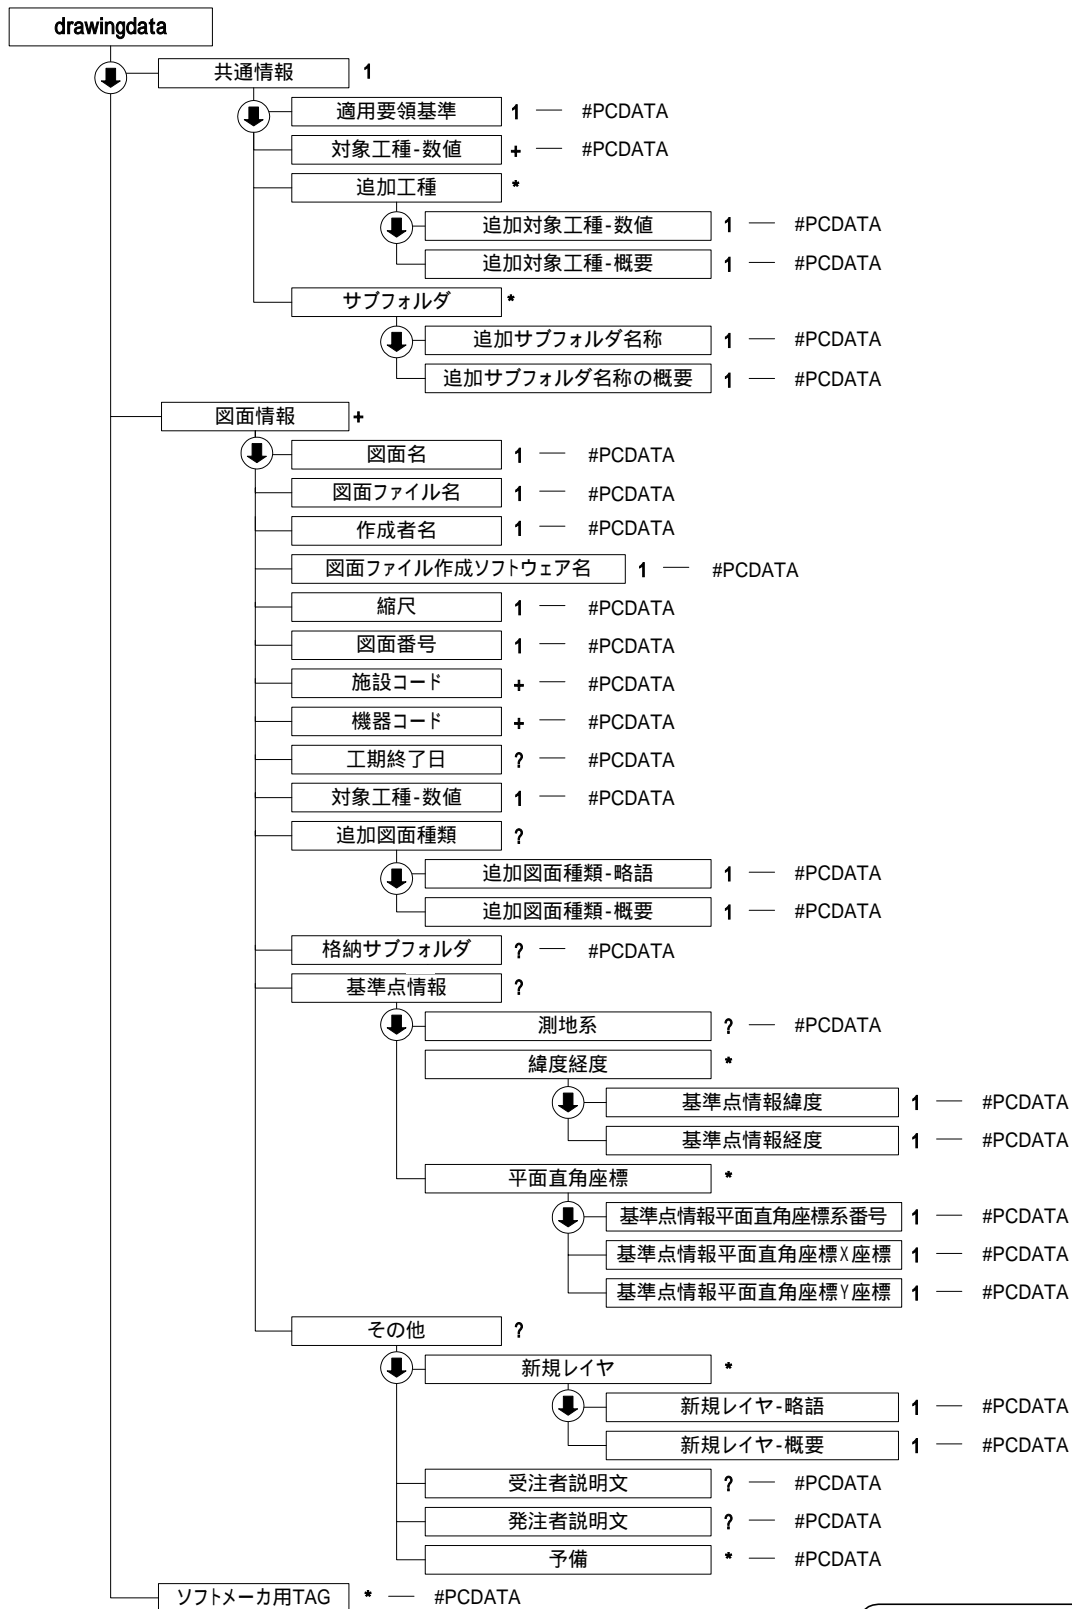 drawingdata
共通情報 1
適用要領基準 1 #PCDATA
対象工種-数値 + #PCDATA
追加工種 *
追加対象工種-数値 1 #PCDATA
追加対象工種-概要 1 #PCDATA
サブフォルダ *
追加サブフォルダ名称 1 #PCDATA
追加サブフォルダ名称の概要 1 #PCDATA
図面情報 +
図面名 1 #PCDATA
図面ファイル名 1 #PCDATA
作成者名 1 #PCDATA
図面ファイル作成ソフトウェア名 1 #PCDATA
縮尺 1 #PCDATA
図面番号 1 #PCDATA
施設コード + #PCDATA
機器コード + #PCDATA
工期終了日 ? #PCDATA
対象工種-数値 1 #PCDATA
追加図面種類 ?
追加図面種類-略語 1 #PCDATA
追加図面種類-概要 1 #PCDATA
格納サブフォルダ ? #PCDATA
基準点情報 ?
測地系 ? #PCDATA
緯度経度 *
基準点情報緯度 1 #PCDATA
基準点情報経度 1 #PCDATA
平面直角座標 *
基準点情報平面直角座標系番号 1 #PCDATA
基準点情報平面直角座標X座標 1 #PCDATA
基準点情報平面直角座標Y座標 1 #PCDATA
その他 ?
新規レイヤ *
新規レイヤ-略語 1 #PCDATA
新規レイヤ-概要 1 #PCDATA
受注者説明文 ? #PCDATA
発注者説明文 ? #PCDATA
予備 * #PCDATA
ソフトメーカ用TAG * #PCDATA